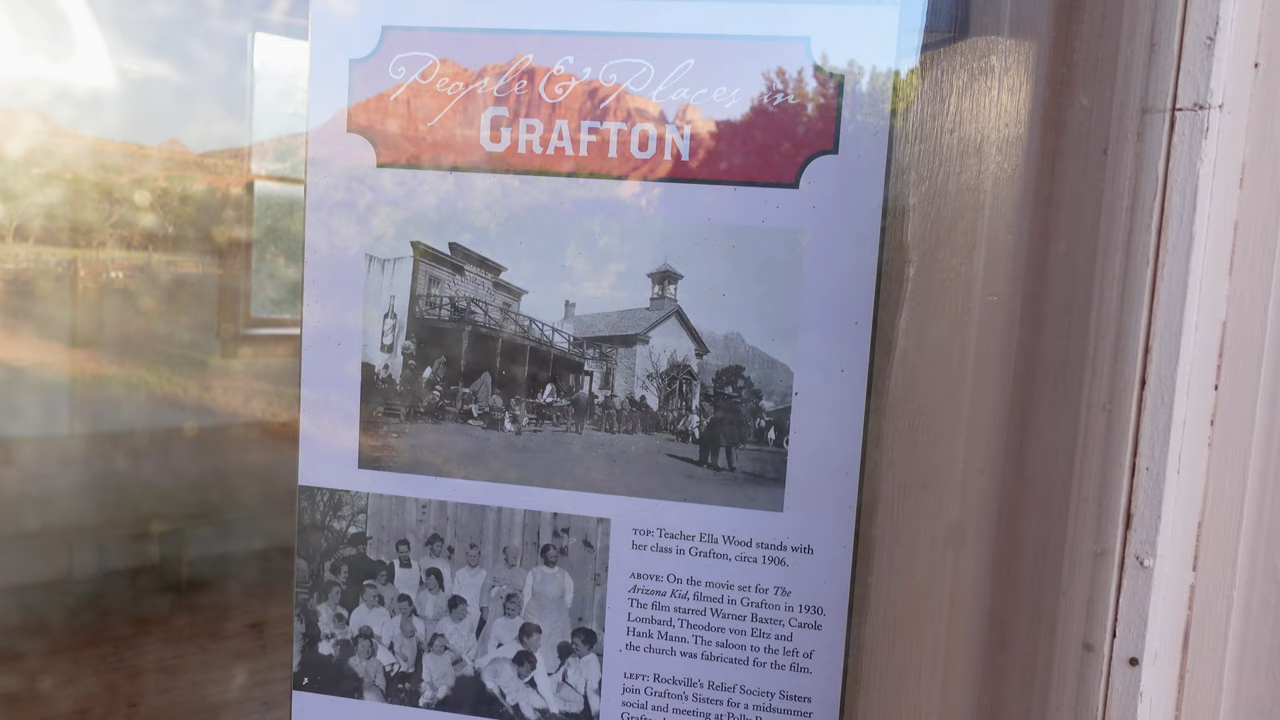 People & Places in
GRAFTON
TOP: Teacher Ella Wood stands with
her class in Grafton, circa 1906.
ABOVE: On the movie set for The
Arizona Kid, filmed in Grafton in 1930.
The film starred Warner Baxter, Carole
Lombard, Theodore von Eltz and
Hank Mann. The saloon to the left of
the church was fabricated for the film.
LEFT: Rockville's Relief Society Sisters
join Grafton's Sisters for a midsummer
social and meeting at Polly